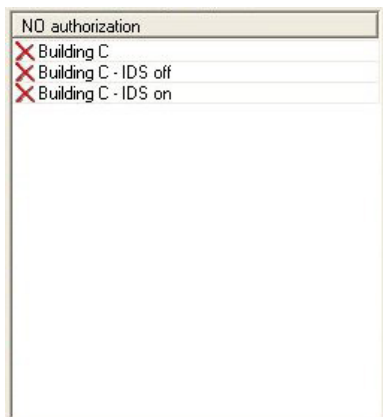 NO authorization
Building C
Building C - IDS off
Building C - IDS on